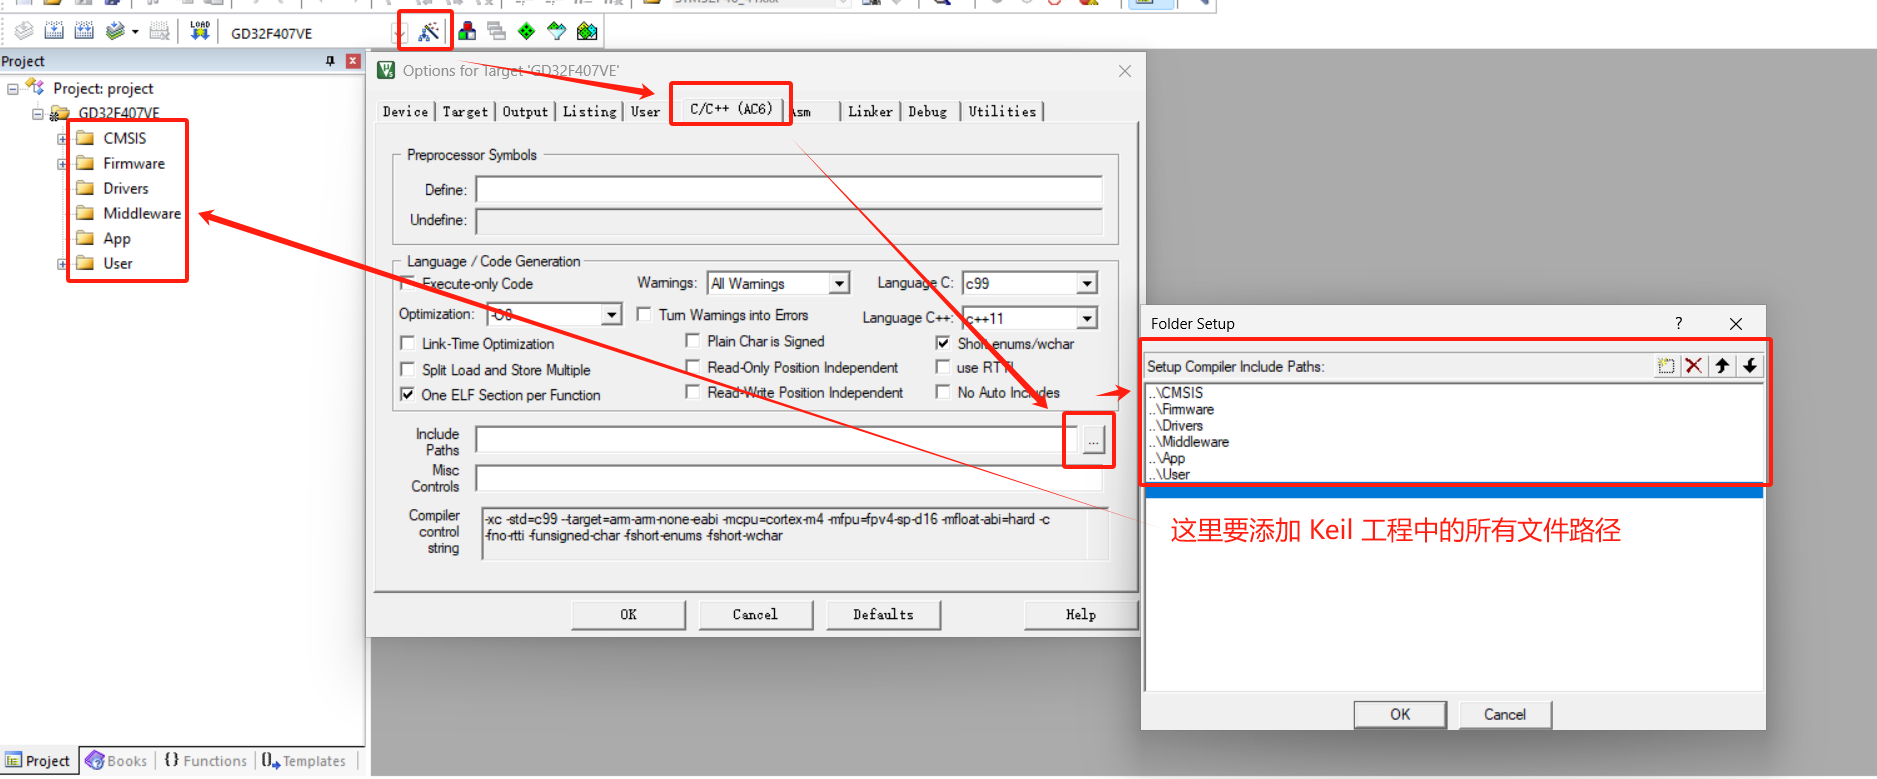 LOAD
GD32F407VE
Project
Project: project
GD32F407VE
CMSIS
Firmware
Drivers
Middleware
App
User
Options for Target 'GD32F407VE'
Device
Target
Output
Listing
User
C/C++ (AC6)
Asm
Linker
Debug
Utilities
Preprocessor Symbols
Define:
Undefine:
Language / Code Generation
Execute-only Code
Warnings:
All Warnings
Language C:
c99
Optimization:
-O0
Turn Warnings into Errors
Language C++:
c++11
Link-Time Optimization
Plain Char is Signed
Short enums/wchar
Split Load and Store Multiple
Read-Only Position Independent
use RTTI
One ELF Section per Function
Read-Write Position Independent
No Auto Includes
Include
Paths
...
Misc
Controls
Compiler
control
string
-xc -std=c99 --target=arm-arm-none-eabi -mcpu=cortex-m4 -mfpu=fpv4-sp-d16 -mfloat-abi=hard -c
-fno-rtti -funsigned-char -fshort-enums -fshort-wchar
OK
Cancel
Defaults
Help
Folder Setup
?
Setup Compiler Include Paths:
..\CMSIS
..\Firmware
..\Drivers
..\Middleware
..\App
..\User
这里要添加 Keil 工程中的所有文件路径
OK
Cancel
Project
Books
{} Functions
Templates